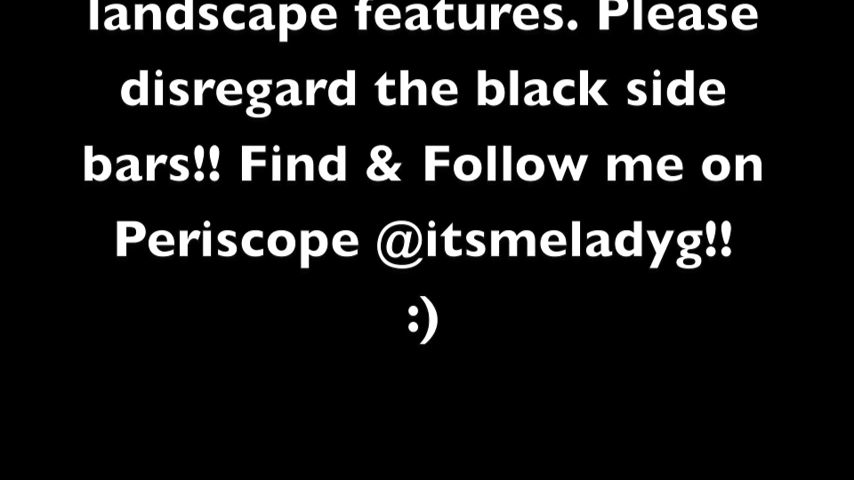 landscape features. Please
disregard the black side
bars!! Find & Follow me on
Periscope @itsmeladyg!!
:)